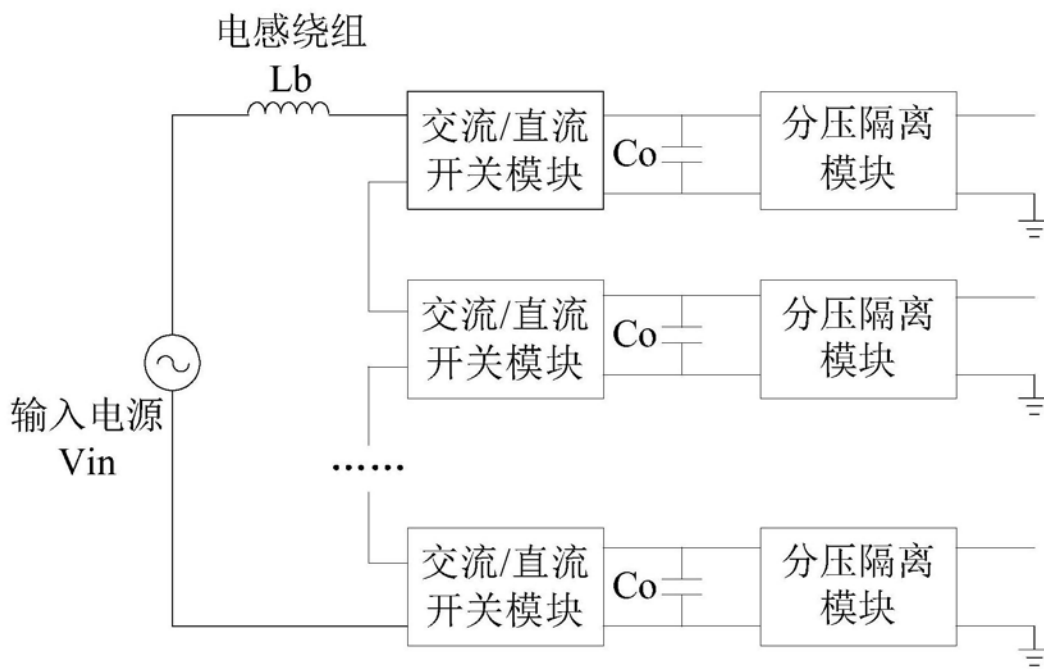 电感绕组
Lb
交流/直流
开关模块
Co
分压隔离
模块
交流/直流
开关模块
Co
分压隔离
模块
输入电源
Vin
……
交流/直流
开关模块
Co
分压隔离
模块